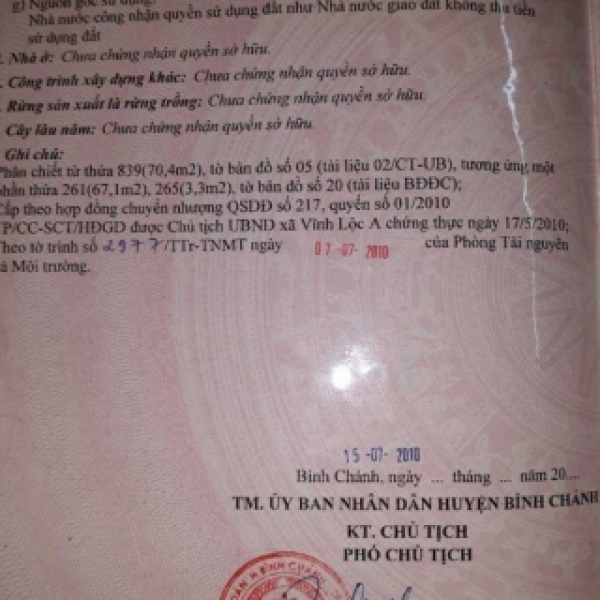 g) Nguồn gốc sử dụng:
Nhà nước công nhận quyền sử dụng đất như Nhà nước giao đất không thu tiền
sử dụng đất
. Nhà ở: Chưa chứng nhận quyền sở hữu.
. Công trình xây dựng khác: Chưa chứng nhận quyền sở hữu.
. Rừng sản xuất là rừng trồng: Chưa chứng nhận quyền sở hữu.
Cây lâu năm: Chưa chứng nhận quyền sở hữu.
Ghi chú:
Phân chiết từ thửa 839(70,4m2), tờ bản đồ số 05 (tài liệu 02/CT-UB), tương ứng một
phần thửa 261(67,1m2), 265(3,3m2), tờ bản đồ số 20 (tài liệu BĐĐC);
Cấp theo hợp đồng chuyển nhượng QSDĐ số 217, quyển số 01/2010
TP/CC-SCT/HĐGD được Chủ tịch UBND xã Vĩnh Lộc A chứng thực ngày 17/5/2010;
Theo tờ trình số 2977/TTr-TNMT ngày 07-07-2010 của Phòng Tài nguyên
và Môi trường.
15-07-2010
Bình Chánh, ngày ... tháng ... năm 20....
TM. ỦY BAN NHÂN DÂN HUYỆN BÌNH CHÁNH
KT. CHỦ TỊCH
PHÓ CHỦ TỊCH
H BÌNH CHÁNH